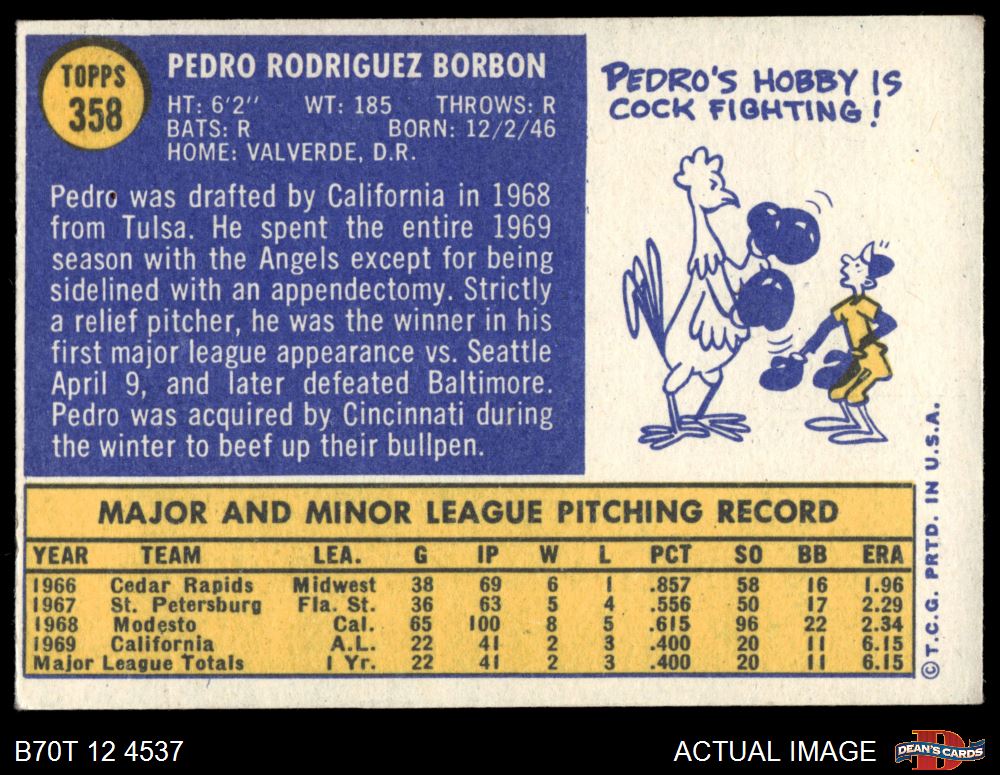 TOPPS
358
PEDRO RODRIGUEZ BORBON
HT: 6'2" WT: 185 THROWS: R
BATS: R BORN: 12/2/46
HOME: VALVERDE, D.R.
Pedro was drafted by California in 1968
from Tulsa. He spent the entire 1969
season with the Angels except for being
sidelined with an appendectomy. Strictly
a relief pitcher, he was the winner in his
first major league appearance vs. Seattle
April 9, and later defeated Baltimore.
Pedro was acquired by Cincinnati during
the winter to beef up their bullpen.
PEDRO'S HOBBY IS
COCK FIGHTING!
MAJOR AND MINOR LEAGUE PITCHING RECORD
YEAR TEAM LEA. G IP W L PCT SO BB ERA
1966 Cedar Rapids Midwest 38 69 6 1 .857 58 16 1.96
1967 St. Petersburg Fla. St. 36 63 5 4 .556 50 17 2.29
1968 Modesto Cal. 65 100 8 5 .615 96 22 2.34
1969 California A.L. 22 41 2 3 .400 20 11 6.15
Major League Totals 1 Yr. 22 41 2 3 .400 20 11 6.15
© T.C.G. PRTD. IN U.S.A.
B70T 12 4537
ACTUAL IMAGE
DEAN'S CARDS